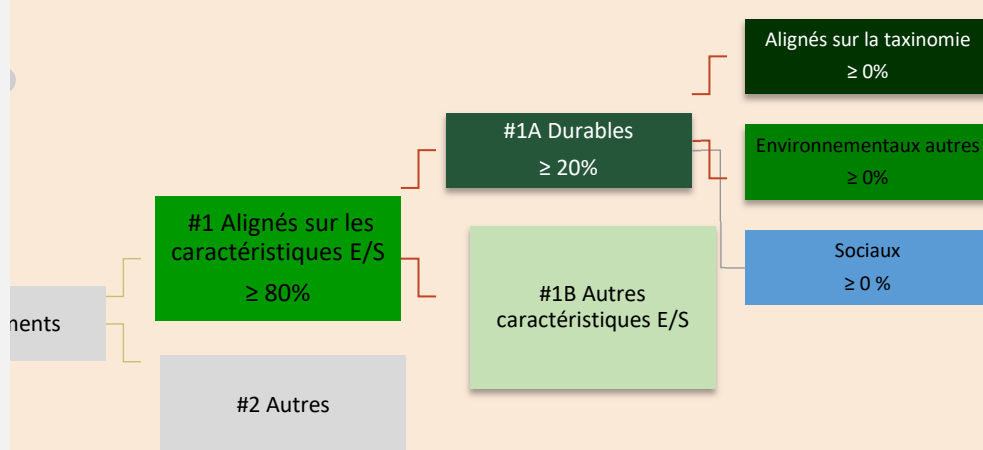 Alignés sur la taxinomie
≥ 0%
#1A Durables
≥ 20%
Environnementaux autres
≥ 0%
#1 Alignés sur les
caractéristiques E/S
≥ 80%
Sociaux
≥ 0 %
#1B Autres
caractéristiques E/S
ments
#2 Autres